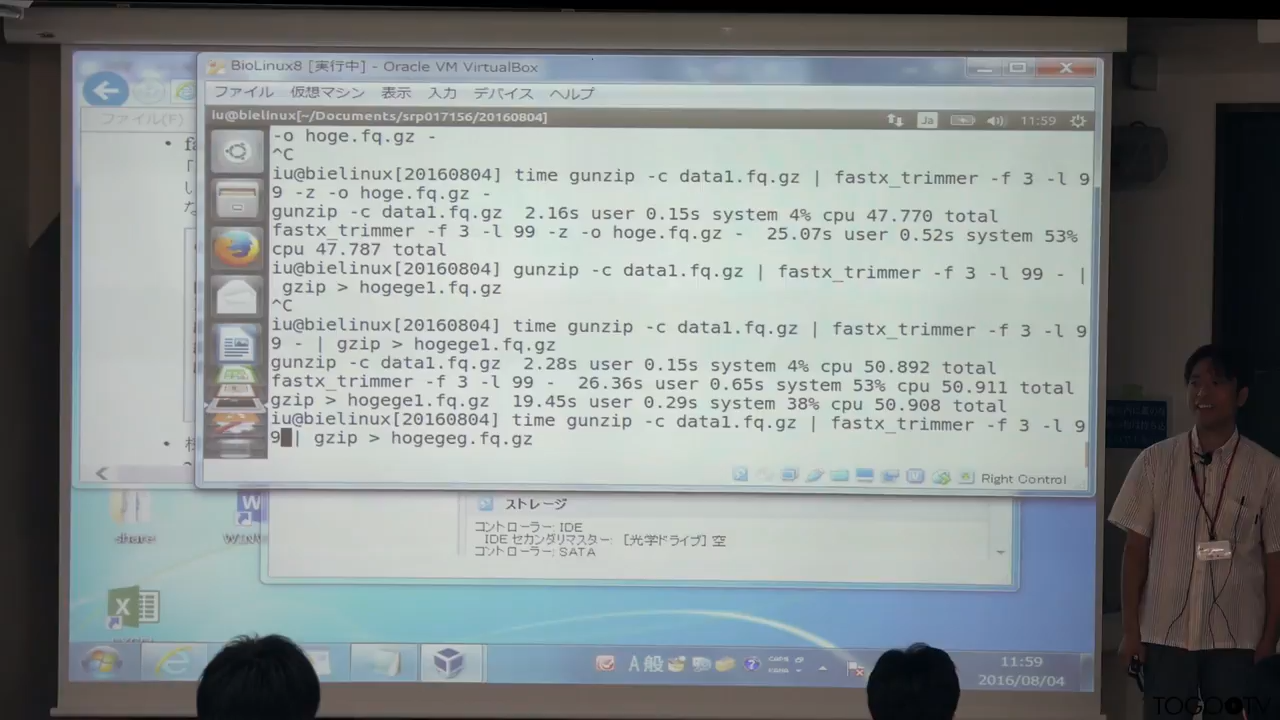 BioLinux8 [実行中] - Oracle VM VirtualBox
ファイル 仮想マシン 表示 入力 デバイス ヘルプ
ファイル(F)
iu@bielinux[~/Documents/srp017156/20160804]
Ja
11:59
-o hoge.fq.gz -
^C
iu@bielinux[20160804] time gunzip -c data1.fq.gz | fastx_trimmer -f 3 -l 9
9 -z -o hoge.fq.gz -
gunzip -c data1.fq.gz  2.16s user 0.15s system 4% cpu 47.770 total
fastx_trimmer -f 3 -l 99 -z -o hoge.fq.gz -  25.07s user 0.52s system 53%
cpu 47.787 total
iu@bielinux[20160804] gunzip -c data1.fq.gz | fastx_trimmer -f 3 -l 99 - |
gzip > hogege1.fq.gz
^C
iu@bielinux[20160804] time gunzip -c data1.fq.gz | fastx_trimmer -f 3 -l 9
9 - | gzip > hogege1.fq.gz
gunzip -c data1.fq.gz  2.28s user 0.15s system 4% cpu 50.892 total
fastx_trimmer -f 3 -l 99 -  26.36s user 0.65s system 53% cpu 50.911 total
gzip > hogege1.fq.gz  19.45s user 0.29s system 38% cpu 50.908 total
iu@bielinux[20160804] time gunzip -c data1.fq.gz | fastx_trimmer -f 3 -l 9
9 | gzip > hogegeg.fq.gz
Right Control
ストレージ
コントローラー: IDE
IDE セカンダリマスター: [光学ドライブ] 空
コントローラー: SATA
share
A 般
CAPS
KANA
11:59
2016/08/04
TOGOTV